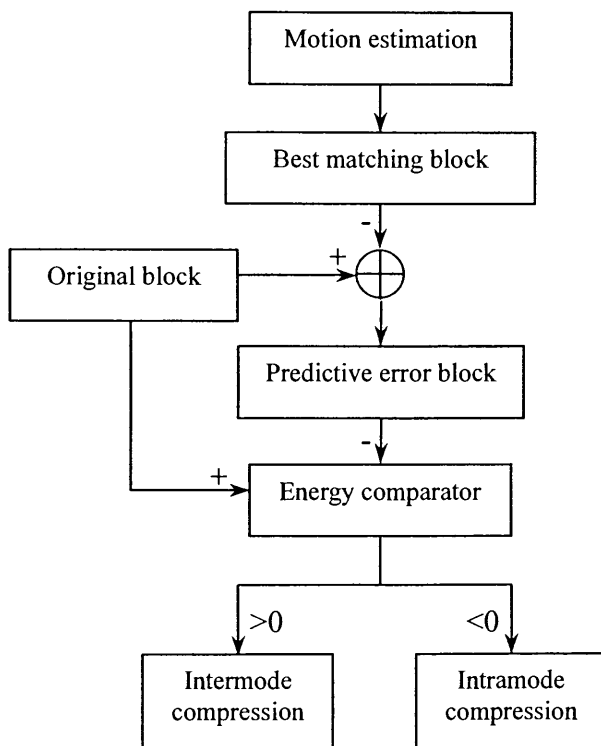 Motion estimation
Best matching block
-
+
Original block
Predictive error block
-
+
Energy comparator
>0
<0
Intermode
compression
Intramode
compression